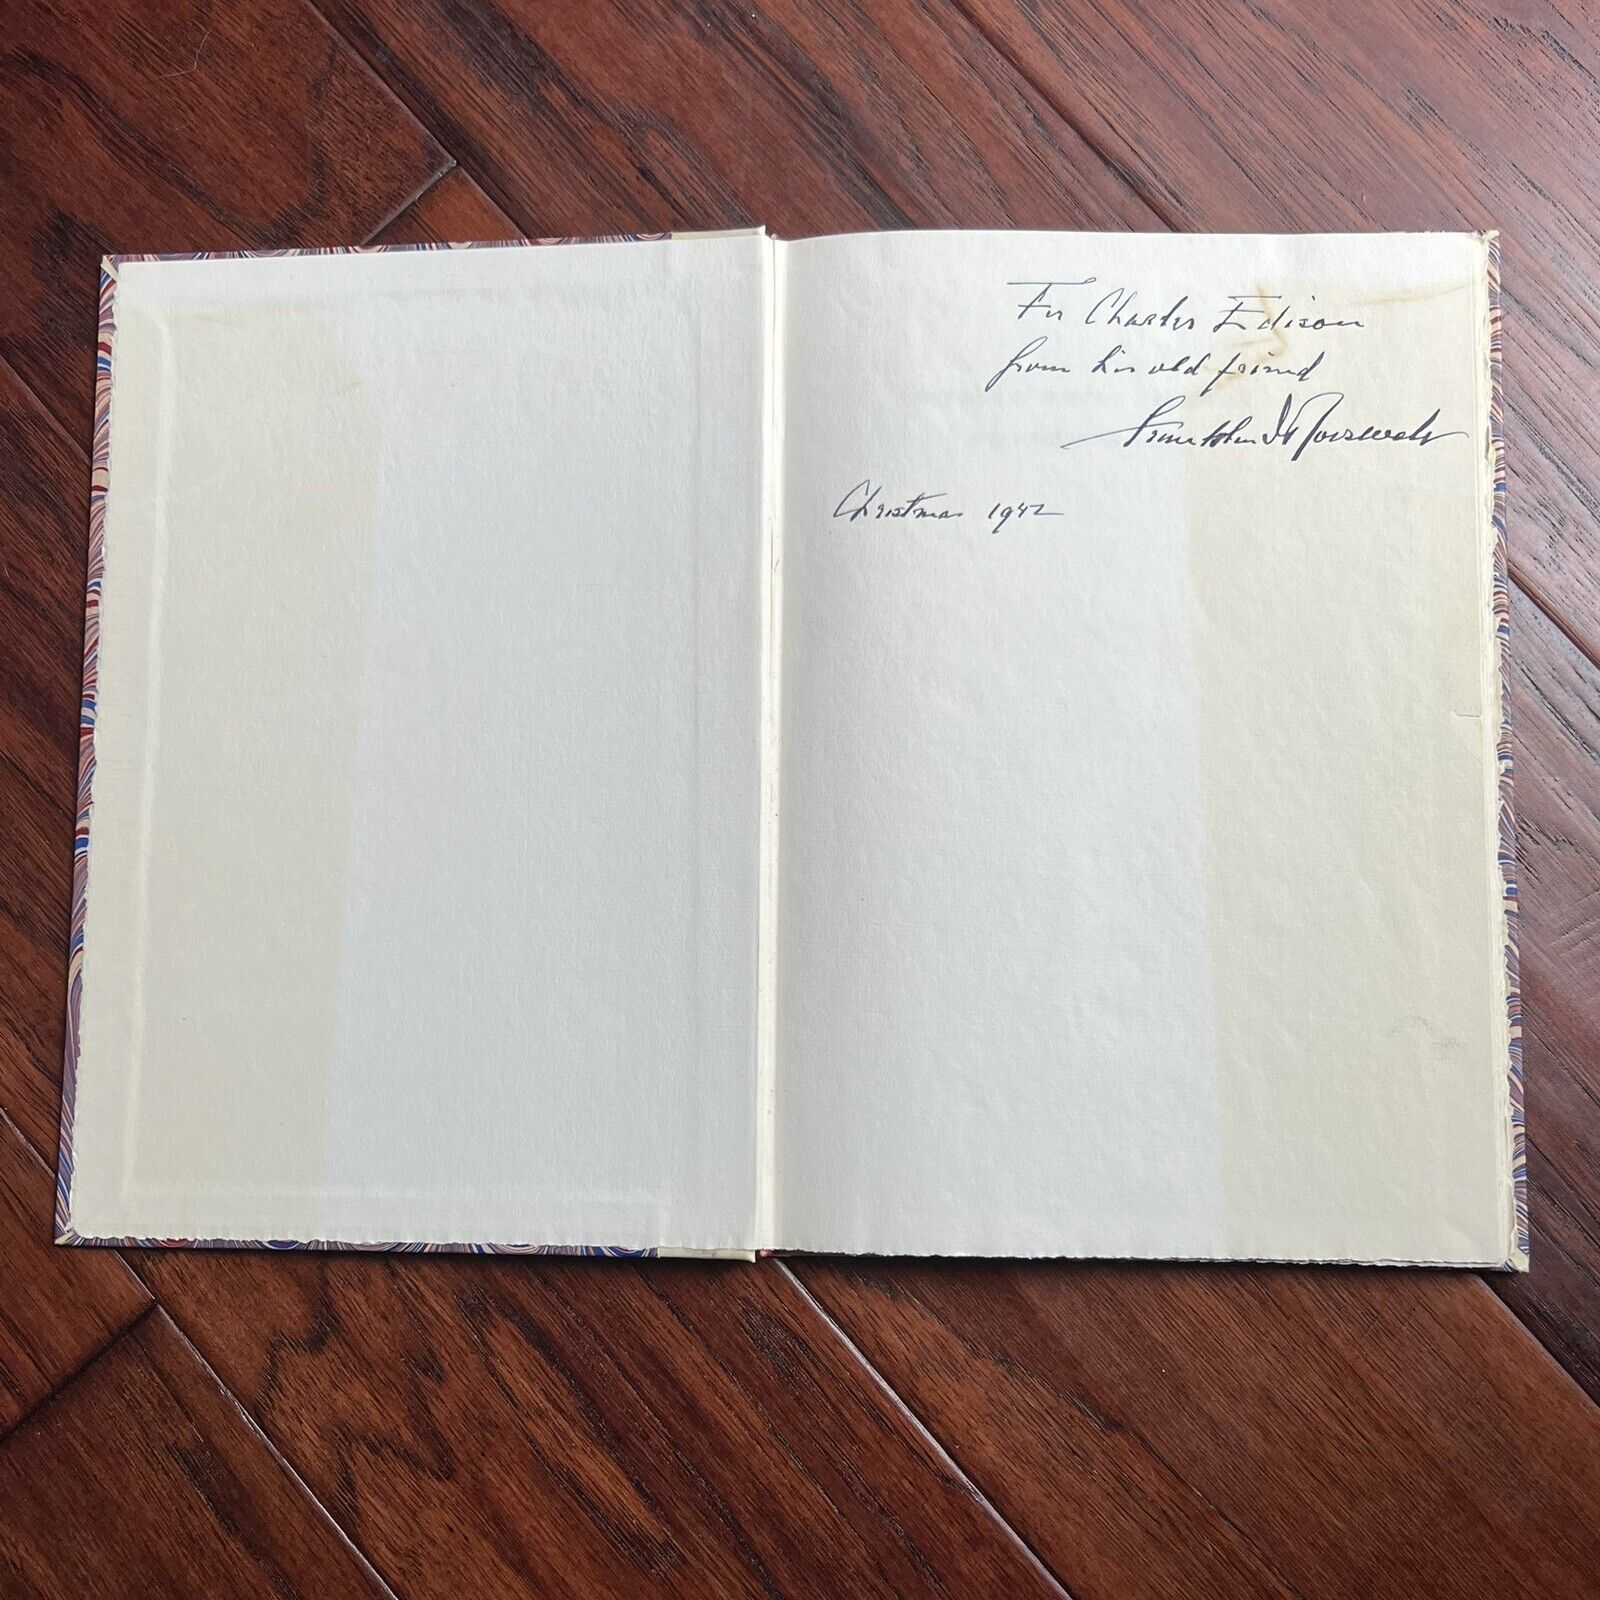 For Charles Edison
from his old friend
Franklin D Roosevelt
Christmas 1942